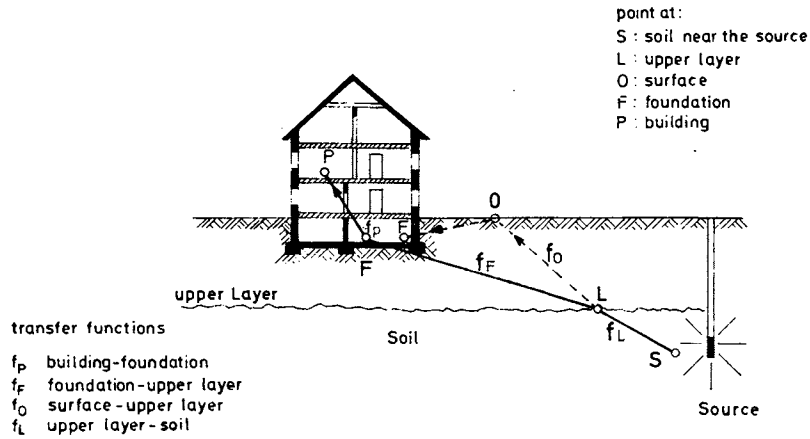 point at:
S : soil near the source
L : upper layer
O : surface
F : foundation
P : building
P
O
fp
F
F
fF
fO
upper Layer
L
transfer functions
Soil
fL
S
fP building-foundation
fF foundation-upper layer
fO surface-upper layer
fL upper layer-soil
Source